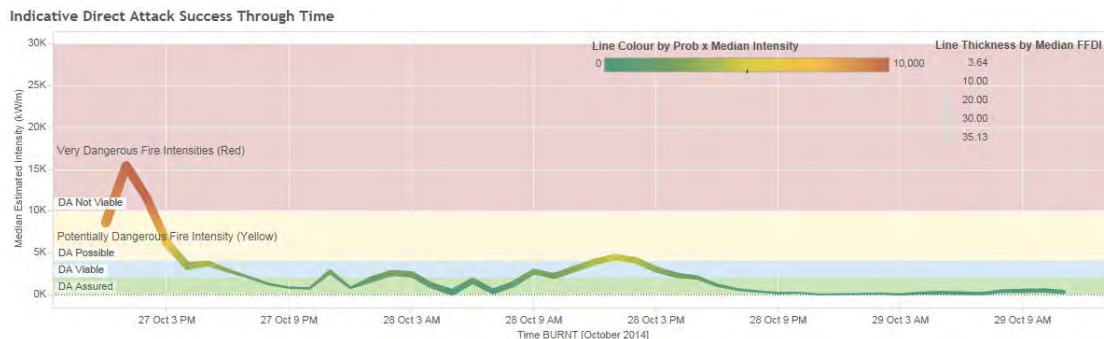 Indicative Direct Attack Success Through Time
Line Colour by Prob x Median Intensity
0
10,000
Line Thickness by Median FFDI
3.64
10.00
20.00
30.00
35.13
Median Estimated Intensity (kW/m)
30K
25K
20K
15K
10K
5K
0K
Very Dangerous Fire Intensities (Red)
DA Not Viable
Potentially Dangerous Fire Intensity (Yellow)
DA Possible
DA Viable
DA Assured
27 Oct 3 PM
27 Oct 9 PM
28 Oct 3 AM
28 Oct 9 AM
28 Oct 3 PM
28 Oct 9 PM
29 Oct 3 AM
29 Oct 9 AM
Time BURNT [October 2014]